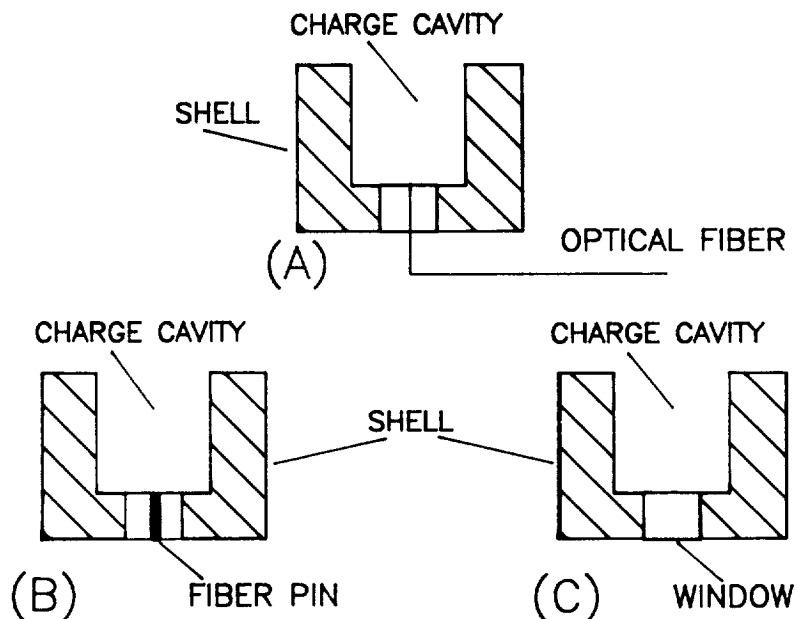 CHARGE CAVITY
SHELL
OPTICAL FIBER
(A)
CHARGE CAVITY
CHARGE CAVITY
SHELL
(B)
FIBER PIN
(C)
WINDOW